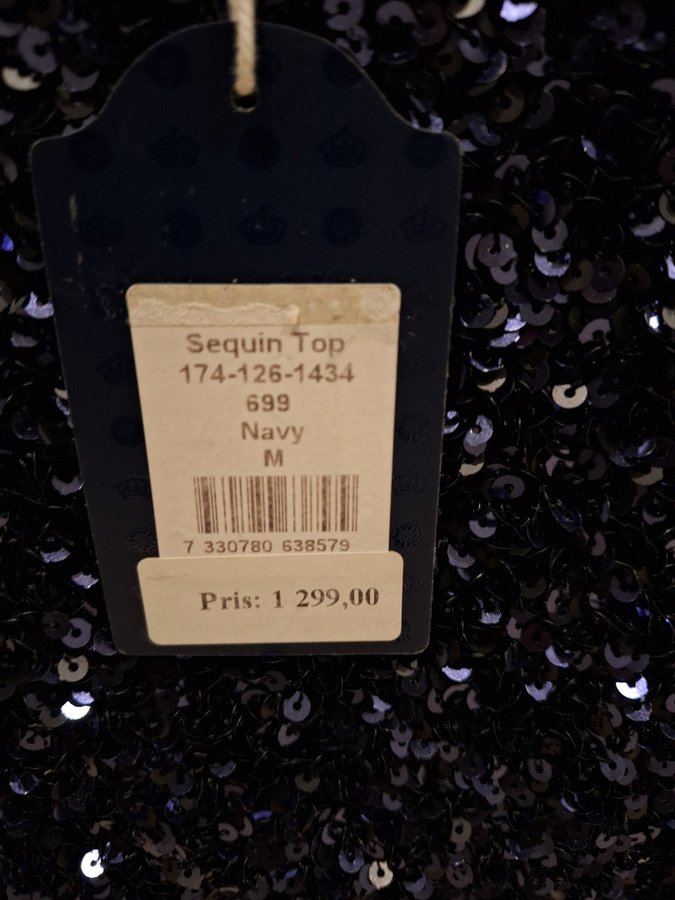 Sequin Top
174-126-1434
699
Navy
M
7 330780 638579
Pris: 1 299,00